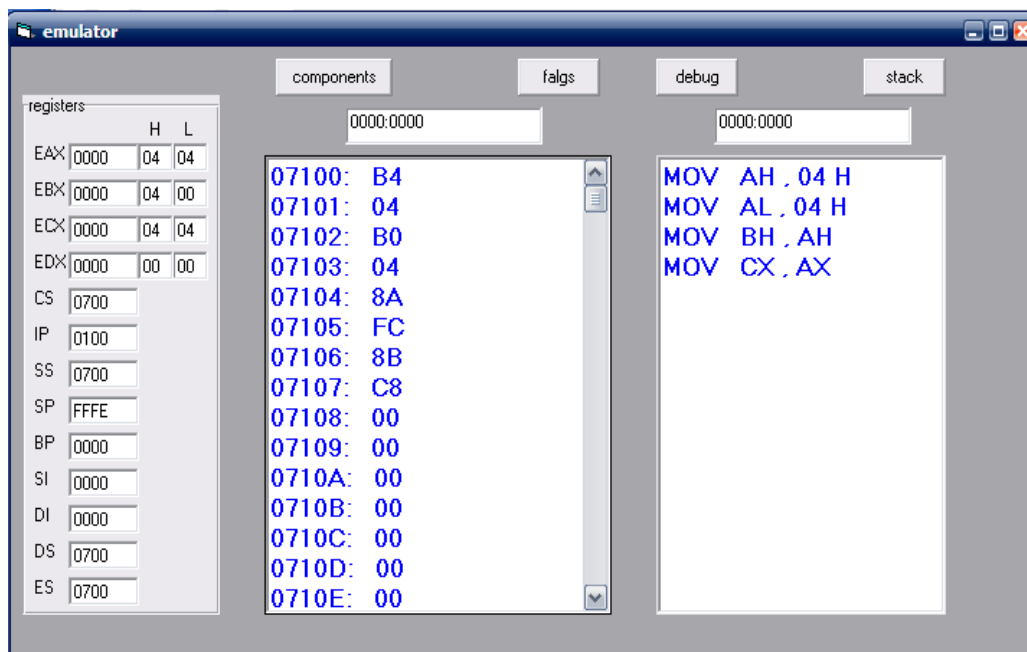 emulator
components falgs debug stack
registers
0000:0000 0000:0000
H L
EAX 0000 04 04
EBX 0000 04 00
ECX 0000 04 04
EDX 0000 00 00
CS 0700
IP 0100
SS 0700
SP FFFE
BP 0000
SI 0000
DI 0000
DS 0700
ES 0700
07100: B4
07101: 04
07102: B0
07103: 04
07104: 8A
07105: FC
07106: 8B
07107: C8
07108: 00
07109: 00
0710A: 00
0710B: 00
0710C: 00
0710D: 00
0710E: 00
MOV AH , 04 H
MOV AL , 04 H
MOV BH , AH
MOV CX , AX